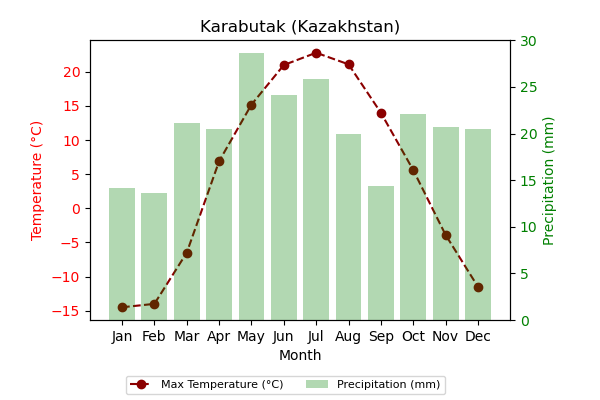 Karabutak (Kazakhstan)
Temperature (°C)
20
15
10
5
0
−5
−10
−15
30
25
20
15
10
5
0
Precipitation (mm)
Jan Feb Mar Apr May Jun Jul Aug Sep Oct Nov Dec
Month
Max Temperature (°C) Precipitation (mm)